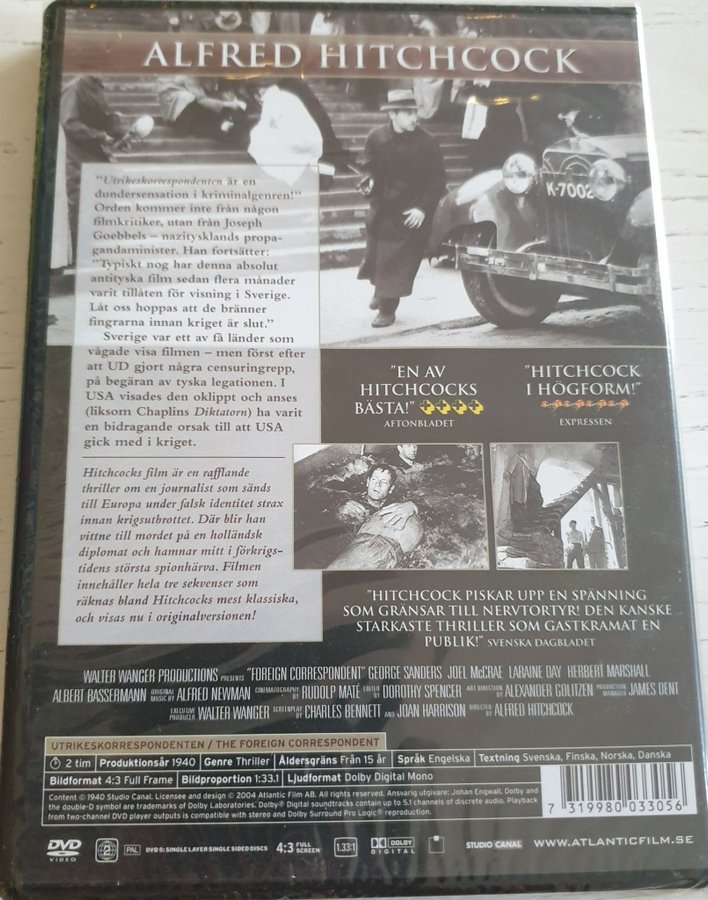 ALFRED HITCHCOCK
K-7002
"Utrikeskorrespondenten är en
dundersensation i kriminalgenren!"
Orden kommer inte från någon
filmkritiker, utan från Joseph
Goebbels – nazitysklands propa-
gandaminister. Han fortsätter:
"Typiskt nog har denna absolut
antityska film sedan flera månader
varit tillåten för visning i Sverige.
Låt oss hoppas att de bränner
fingrarna innan kriget är slut."
Sverige var ett av få länder som
vågade visa filmen – men först efter
att UD gjort några censuringrepp,
på begäran av tyska legationen. I
USA visades den oklippt och anses
(liksom Chaplins Diktatorn) ha varit
en bidragande orsak till att USA
gick med i kriget.
Hitchcocks film är en rafflande
thriller om en journalist som sänds
till Europa under falsk identitet strax
innan krigsutbrottet. Där blir han
vittne till mordet på en holländsk
diplomat och hamnar mitt i förkrigs-
tidens största spionhärva. Filmen
innehåller hela tre sekvenser som
räknas bland Hitchcocks mest klassiska,
och visas nu i originalversionen!
"EN AV
HITCHCOCKS
BÄSTA!"
AFTONBLADET
"HITCHCOCK
I HÖGFORM!"
EXPRESSEN
"HITCHCOCK PISKAR UPP EN SPÄNNING
SOM GRÄNSAR TILL NERVTORTYR! DEN KANSKE
STARKASTE THRILLER SOM GASTKRAMAT EN
PUBLIK!" SVENSKA DAGBLADET
WALTER WANGER PRODUCTIONS PRESENTS "FOREIGN CORRESPONDENT" GEORGE SANDERS JOEL McCRAE LARAINE DAY HERBERT MARSHALL
ALBERT BASSERMANN ORIGINAL MUSIC BY ALFRED NEWMAN CINEMATOGRAPHY BY RUDOLP MATÉ EDITED BY DOROTHY SPENCER ART DIRECTION BY ALEXANDER GOLITZEN PRODUCTION MANAGER JAMES DENT
EXECUTIVE PRODUCER WALTER WANGER SCREENPLAY BY CHARLES BENNETT AND JOAN HARRISON DIRECTED BY ALFRED HITCHCOCK
UTRIKESKORRESPONDENTEN / THE FOREIGN CORRESPONDENT
2 tim Produktionsår 1940 Genre Thriller Åldersgräns Från 15 år Språk Engelska Textning Svenska, Finska, Norska, Danska
Bildformat 4:3 Full Frame Bildproportion 1:33.1 Ljudformat Dolby Digital Mono
Content © 1940 Studio Canal. Licensee and design © 2004 Atlantic Film AB. All rights reserved. Ansvarig utgivare: Johan Engwall. Dolby and
the double-D symbol are trademarks of Dolby Laboratories. Dolby® Digital soundtracks contain up to 5.1 channels of discrete audio. Playback
from two-channel DVD player outputs is compatible with stereo and Dolby Surround Pro Logic® reproduction.
7 319980 033056
DVD VIDEO 2 PAL DVD 5: SINGLE LAYER SINGLE SIDED DISCS 4:3 FULL SCREEN 1.33:1 DOLBY DIGITAL STUDIO CANAL WWW.ATLANTICFILM.SE